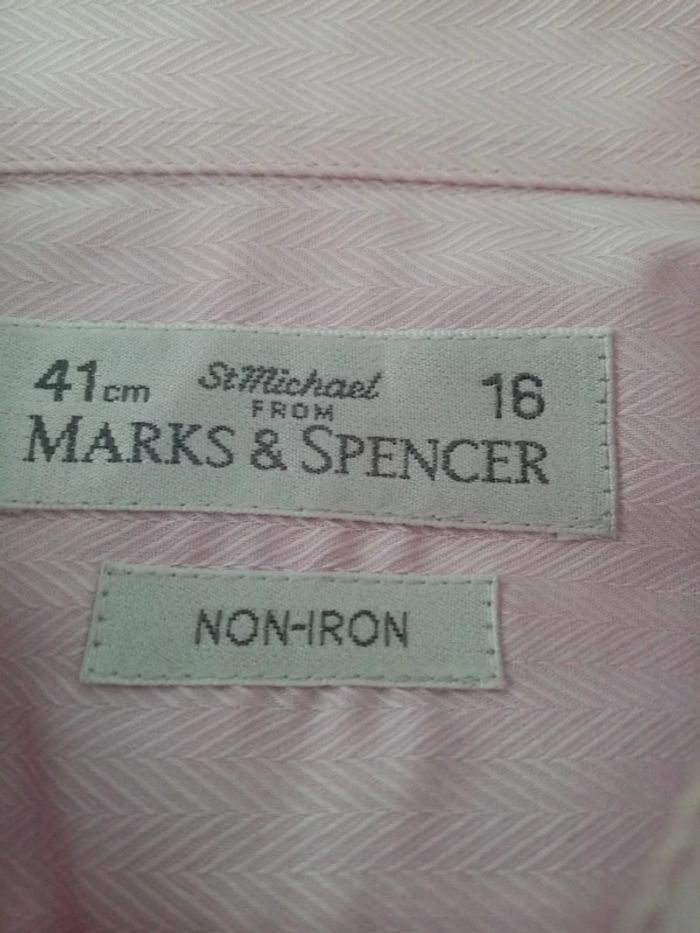 41cm St Michael 16
FROM
MARKS & SPENCER
NON-IRON